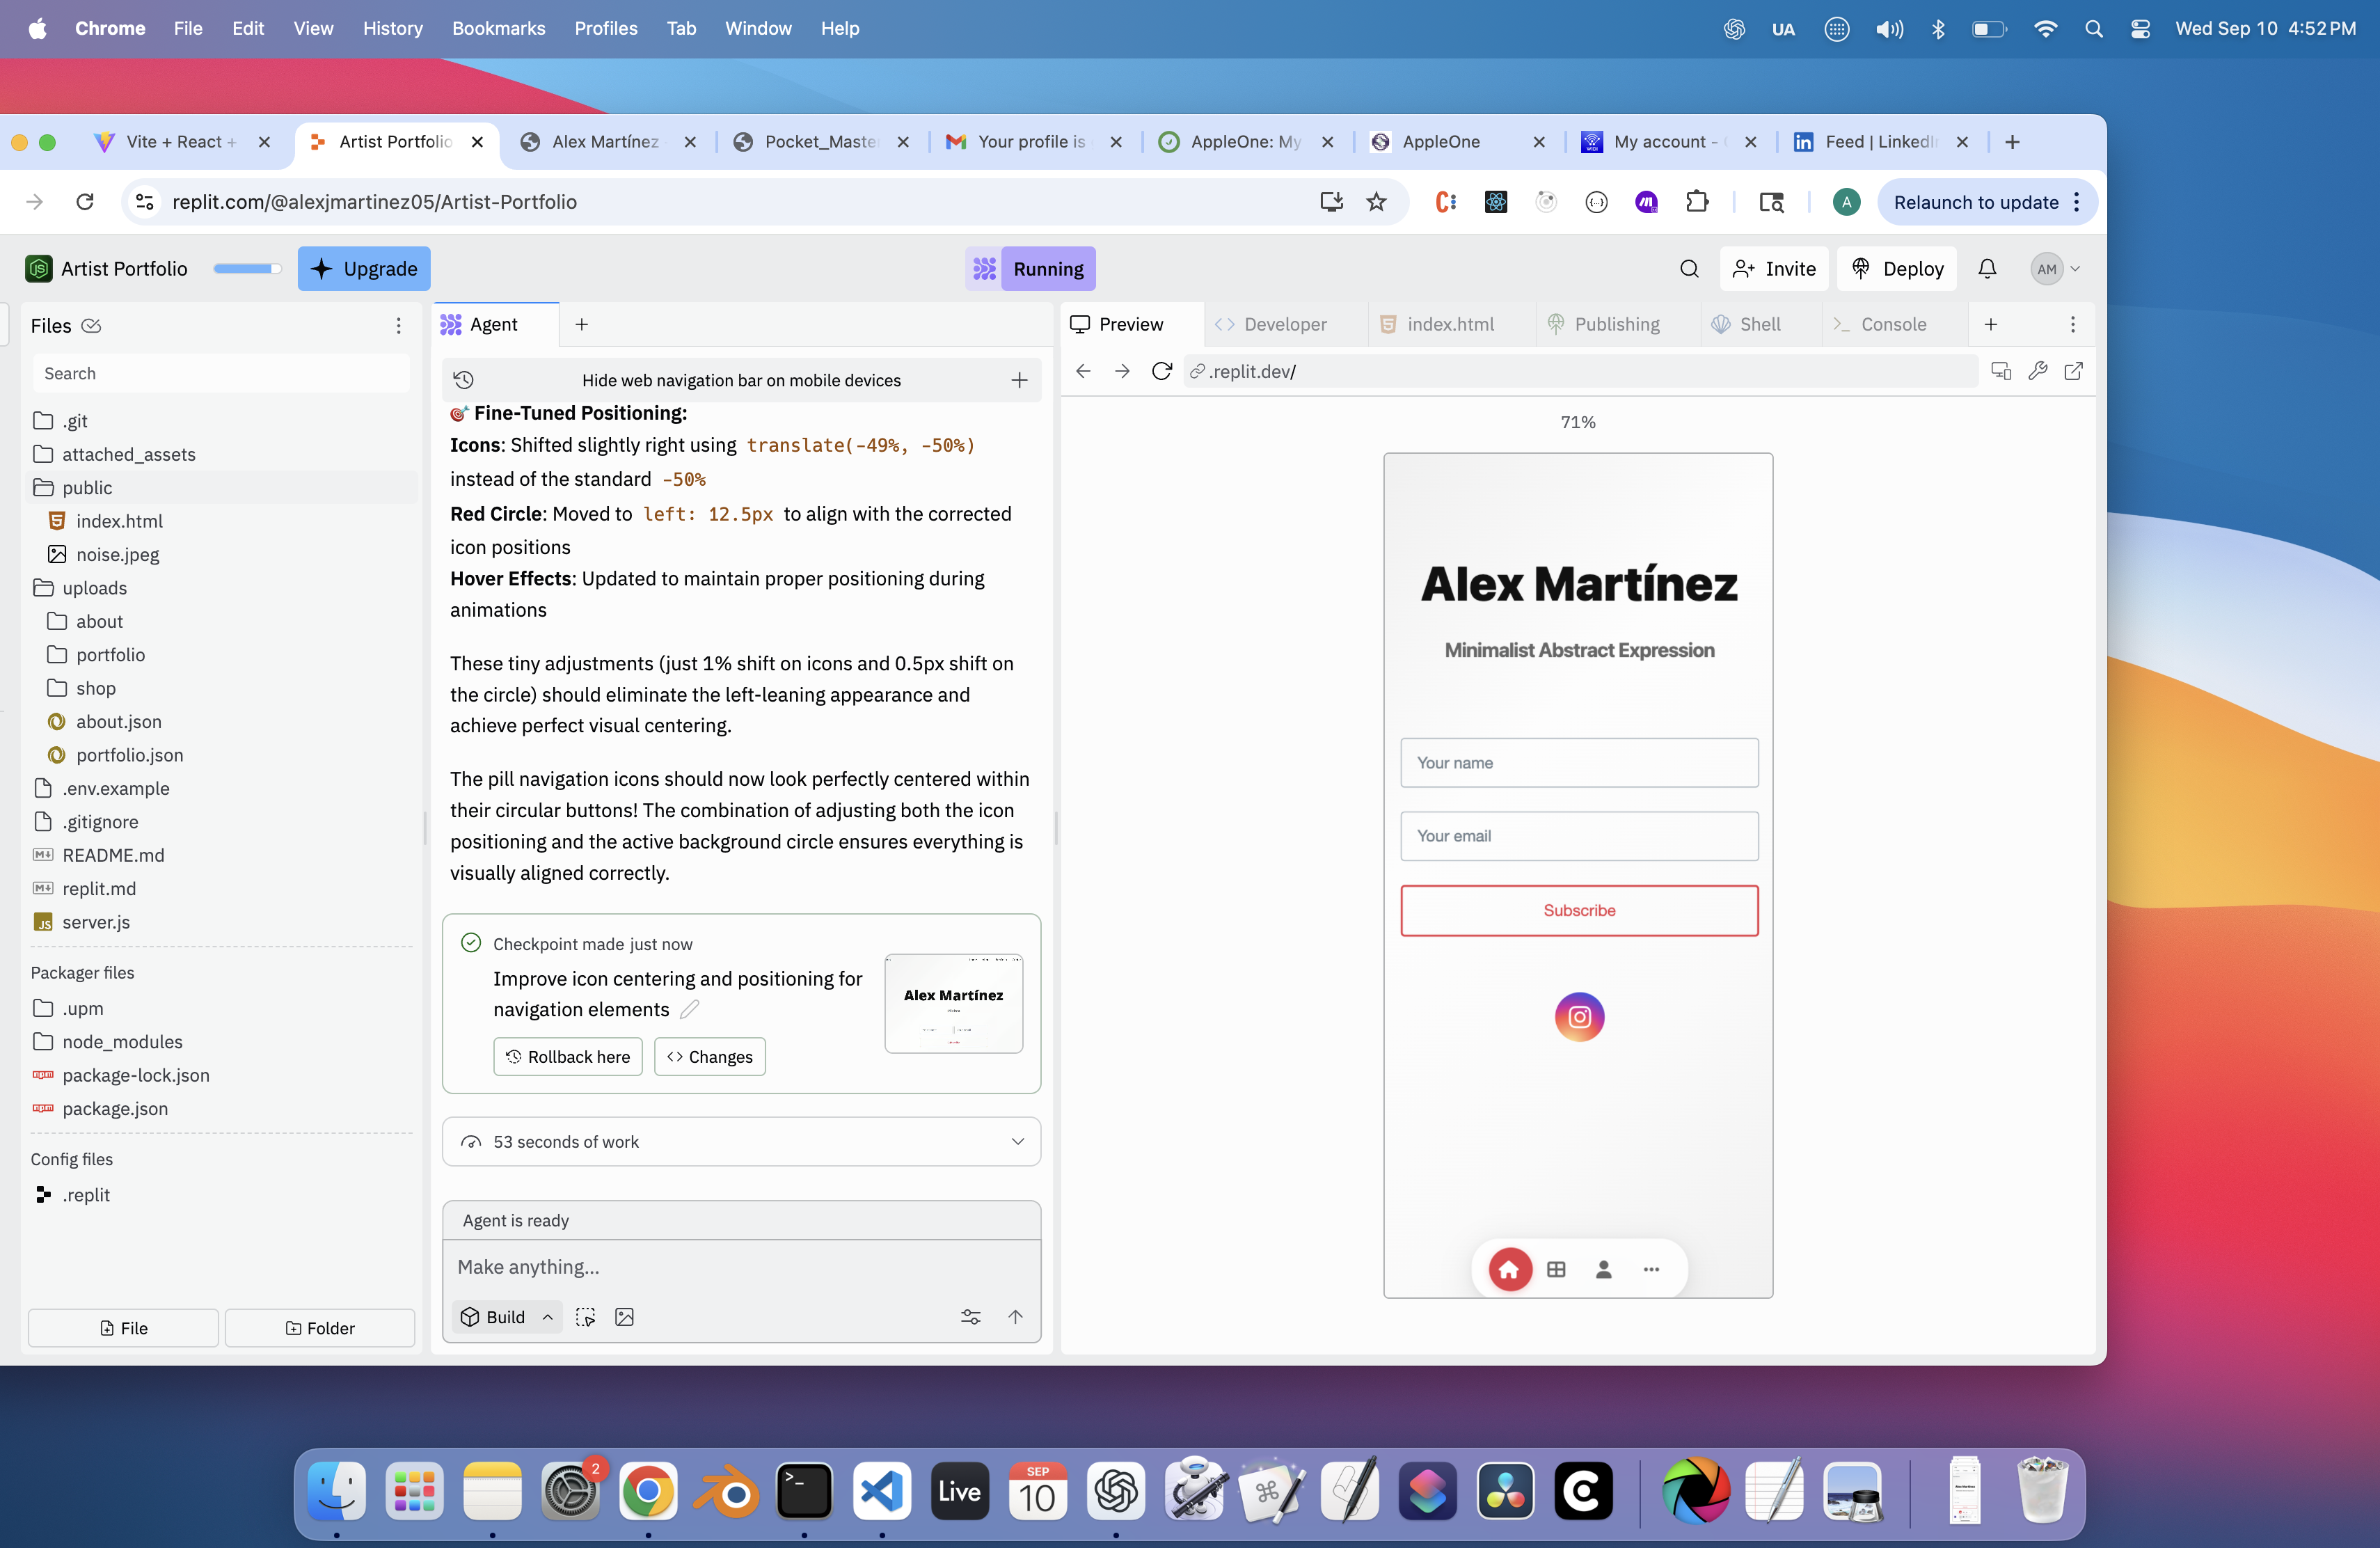 Chrome File Edit View History Bookmarks Profiles Tab Window Help UA Wed Sep 10 4:52 PM
Vite + React + Artist Portfolio Alex Martínez Pocket_Master Your profile is AppleOne: My AppleOne My account - Feed | LinkedIn
replit.com/@alexjmartinez05/Artist-Portfolio A Relaunch to update
Artist Portfolio Upgrade Running Invite Deploy AM
Files
Search
.git
attached_assets
public
index.html
noise.jpeg
uploads
about
portfolio
shop
about.json
portfolio.json
.env.example
.gitignore
README.md
replit.md
server.js
Packager files
.upm
node_modules
package-lock.json
package.json
Config files
.replit
File Folder
Agent
Hide web navigation bar on mobile devices
🎯 Fine-Tuned Positioning:
Icons: Shifted slightly right using translate(-49%, -50%)
instead of the standard -50%
Red Circle: Moved to left: 12.5px to align with the corrected
icon positions
Hover Effects: Updated to maintain proper positioning during
animations
These tiny adjustments (just 1% shift on icons and 0.5px shift on
the circle) should eliminate the left-leaning appearance and
achieve perfect visual centering.
The pill navigation icons should now look perfectly centered within
their circular buttons! The combination of adjusting both the icon
positioning and the active background circle ensures everything is
visually aligned correctly.
Checkpoint made just now
Improve icon centering and positioning for
navigation elements
Alex Martínez
Rollback here Changes
53 seconds of work
Agent is ready
Make anything...
Build
Preview Developer index.html Publishing Shell Console
.replit.dev/
71%
Alex Martínez
Minimalist Abstract Expression
Your name
Your email
Subscribe
2 Live SEP
10